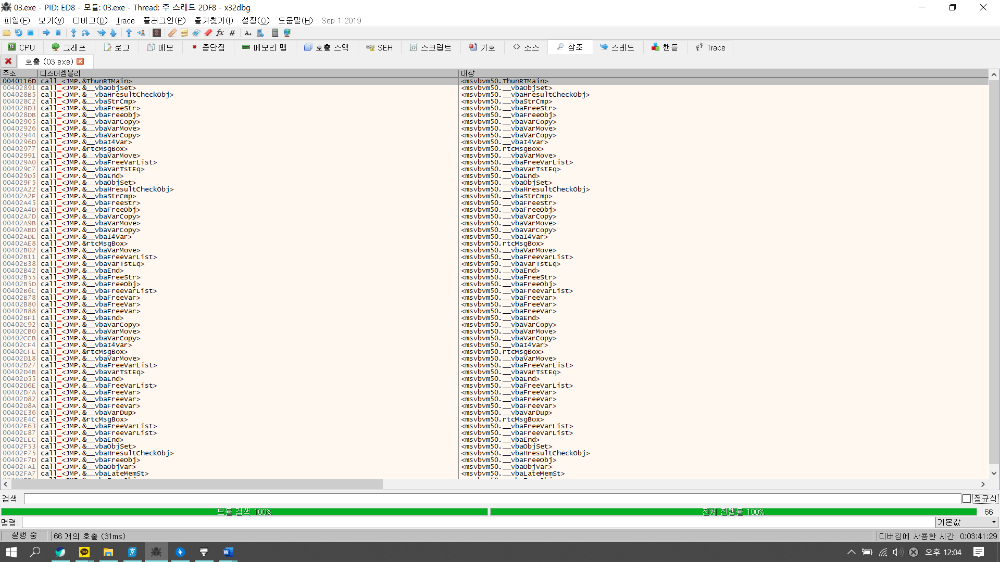 03.exe - PID: ED8 - 모듈: 03.exe - Thread: 주 스레드 2DF8 - x32dbg
파일(F) 보기(V) 디버그(D) Trace 플러그인(P) 즐겨찾기(I) 설정(O) 도움말(H) Sep 1 2019
CPU 그래프 로그 메모 중단점 메모리 맵 호출 스택 SEH 스크립트 기호 소스 참조 스레드 핸들 Trace
호출 (03.exe)
주소 디스어셈블리 대상
0040116D call <JMP.&ThunRTMain> <msvbvm50.ThunRTMain>
00402891 call <JMP.&__vbaObjSet> <msvbvm50.__vbaObjSet>
004028B5 call <JMP.&__vbaHresultCheckObj> <msvbvm50.__vbaHresultCheckObj>
004028C2 call <JMP.&__vbaStrCmp> <msvbvm50.__vbaStrCmp>
004028D3 call <JMP.&__vbaFreeStr> <msvbvm50.__vbaFreeStr>
004028DB call <JMP.&__vbaFreeObj> <msvbvm50.__vbaFreeObj>
00402905 call <JMP.&__vbaVarCopy> <msvbvm50.__vbaVarCopy>
00402926 call <JMP.&__vbaVarMove> <msvbvm50.__vbaVarMove>
00402944 call <JMP.&__vbaVarCopy> <msvbvm50.__vbaVarCopy>
0040296D call <JMP.&__vbaI4Var> <msvbvm50.__vbaI4Var>
00402977 call <JMP.&rtcMsgBox> <msvbvm50.rtcMsgBox>
00402991 call <JMP.&__vbaVarMove> <msvbvm50.__vbaVarMove>
004029A0 call <JMP.&__vbaFreeVarList> <msvbvm50.__vbaFreeVarList>
004029C7 call <JMP.&__vbaVarTstEq> <msvbvm50.__vbaVarTstEq>
004029D5 call <JMP.&__vbaEnd> <msvbvm50.__vbaEnd>
004029F5 call <JMP.&__vbaObjSet> <msvbvm50.__vbaObjSet>
00402A22 call <JMP.&__vbaHresultCheckObj> <msvbvm50.__vbaHresultCheckObj>
00402A2F call <JMP.&__vbaStrCmp> <msvbvm50.__vbaStrCmp>
00402A45 call <JMP.&__vbaFreeStr> <msvbvm50.__vbaFreeStr>
00402A4D call <JMP.&__vbaFreeObj> <msvbvm50.__vbaFreeObj>
00402A7D call <JMP.&__vbaVarCopy> <msvbvm50.__vbaVarCopy>
00402A9B call <JMP.&__vbaVarMove> <msvbvm50.__vbaVarMove>
00402ABD call <JMP.&__vbaVarCopy> <msvbvm50.__vbaVarCopy>
00402ADE call <JMP.&__vbaI4Var> <msvbvm50.__vbaI4Var>
00402AE8 call <JMP.&rtcMsgBox> <msvbvm50.rtcMsgBox>
00402B02 call <JMP.&__vbaVarMove> <msvbvm50.__vbaVarMove>
00402B11 call <JMP.&__vbaFreeVarList> <msvbvm50.__vbaFreeVarList>
00402B38 call <JMP.&__vbaVarTstEq> <msvbvm50.__vbaVarTstEq>
00402B42 call <JMP.&__vbaEnd> <msvbvm50.__vbaEnd>
00402B55 call <JMP.&__vbaFreeStr> <msvbvm50.__vbaFreeStr>
00402B5D call <JMP.&__vbaFreeObj> <msvbvm50.__vbaFreeObj>
00402B6C call <JMP.&__vbaFreeVarList> <msvbvm50.__vbaFreeVarList>
00402B78 call <JMP.&__vbaFreeVar> <msvbvm50.__vbaFreeVar>
00402B80 call <JMP.&__vbaFreeVar> <msvbvm50.__vbaFreeVar>
00402B88 call <JMP.&__vbaFreeVar> <msvbvm50.__vbaFreeVar>
00402BF1 call <JMP.&__vbaEnd> <msvbvm50.__vbaEnd>
00402C92 call <JMP.&__vbaVarCopy> <msvbvm50.__vbaVarCopy>
00402CB0 call <JMP.&__vbaVarMove> <msvbvm50.__vbaVarMove>
00402CCB call <JMP.&__vbaVarCopy> <msvbvm50.__vbaVarCopy>
00402CF4 call <JMP.&__vbaI4Var> <msvbvm50.__vbaI4Var>
00402CFE call <JMP.&rtcMsgBox> <msvbvm50.rtcMsgBox>
00402D18 call <JMP.&__vbaVarMove> <msvbvm50.__vbaVarMove>
00402D27 call <JMP.&__vbaFreeVarList> <msvbvm50.__vbaFreeVarList>
00402D4B call <JMP.&__vbaVarTstEq> <msvbvm50.__vbaVarTstEq>
00402D55 call <JMP.&__vbaEnd> <msvbvm50.__vbaEnd>
00402D6E call <JMP.&__vbaFreeVarList> <msvbvm50.__vbaFreeVarList>
00402D7A call <JMP.&__vbaFreeVar> <msvbvm50.__vbaFreeVar>
00402D82 call <JMP.&__vbaFreeVar> <msvbvm50.__vbaFreeVar>
00402D8A call <JMP.&__vbaFreeVar> <msvbvm50.__vbaFreeVar>
00402E36 call <JMP.&__vbaVarDup> <msvbvm50.__vbaVarDup>
00402E4C call <JMP.&rtcMsgBox> <msvbvm50.rtcMsgBox>
00402E63 call <JMP.&__vbaFreeVarList> <msvbvm50.__vbaFreeVarList>
00402E87 call <JMP.&__vbaFreeVarList> <msvbvm50.__vbaFreeVarList>
00402EEC call <JMP.&__vbaEnd> <msvbvm50.__vbaEnd>
00402F53 call <JMP.&__vbaObjSet> <msvbvm50.__vbaObjSet>
00402F75 call <JMP.&__vbaHresultCheckObj> <msvbvm50.__vbaHresultCheckObj>
00402F7D call <JMP.&__vbaFreeObj> <msvbvm50.__vbaFreeObj>
00402FA1 call <JMP.&__vbaObjVar> <msvbvm50.__vbaObjVar>
00402FA7 call <JMP.&__vbaLateMemSt> <msvbvm50.__vbaLateMemSt>
검색: 정규식
모듈 검색 100% 전체 진행율 100% 66
명령: 기본값
실행 중 66 개의 호출 (31ms) 디버깅에 사용한 시간: 0:03:41:29
오후 12:04